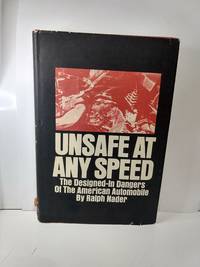 UNSAFE AT
ANY SPEED
The Designed-In Dangers
Of The American Automobile
By Ralph Nader